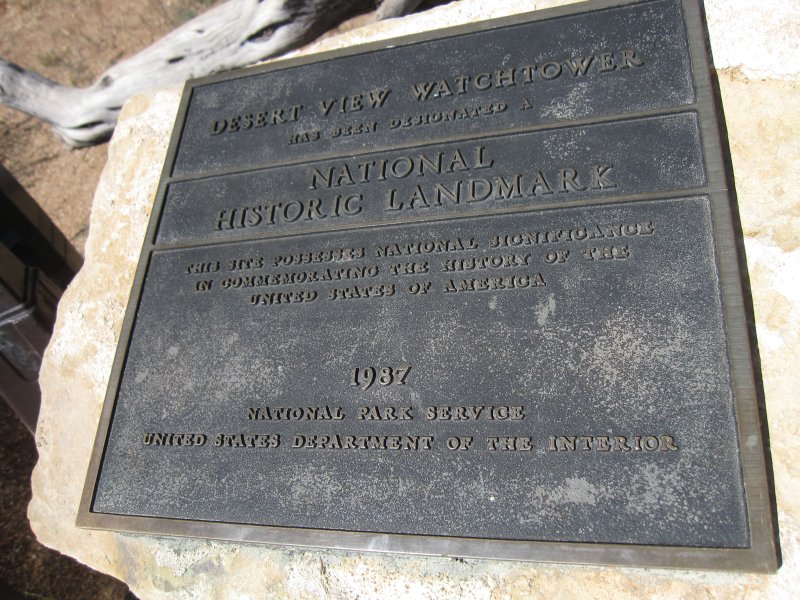 DESERT VIEW WATCHTOWER
HAS BEEN DESIGNATED A
NATIONAL
HISTORIC LANDMARK
THIS SITE POSSESSES NATIONAL SIGNIFICANCE
IN COMMEMORATING THE HISTORY OF THE
UNITED STATES OF AMERICA
1987
NATIONAL PARK SERVICE
UNITED STATES DEPARTMENT OF THE INTERIOR